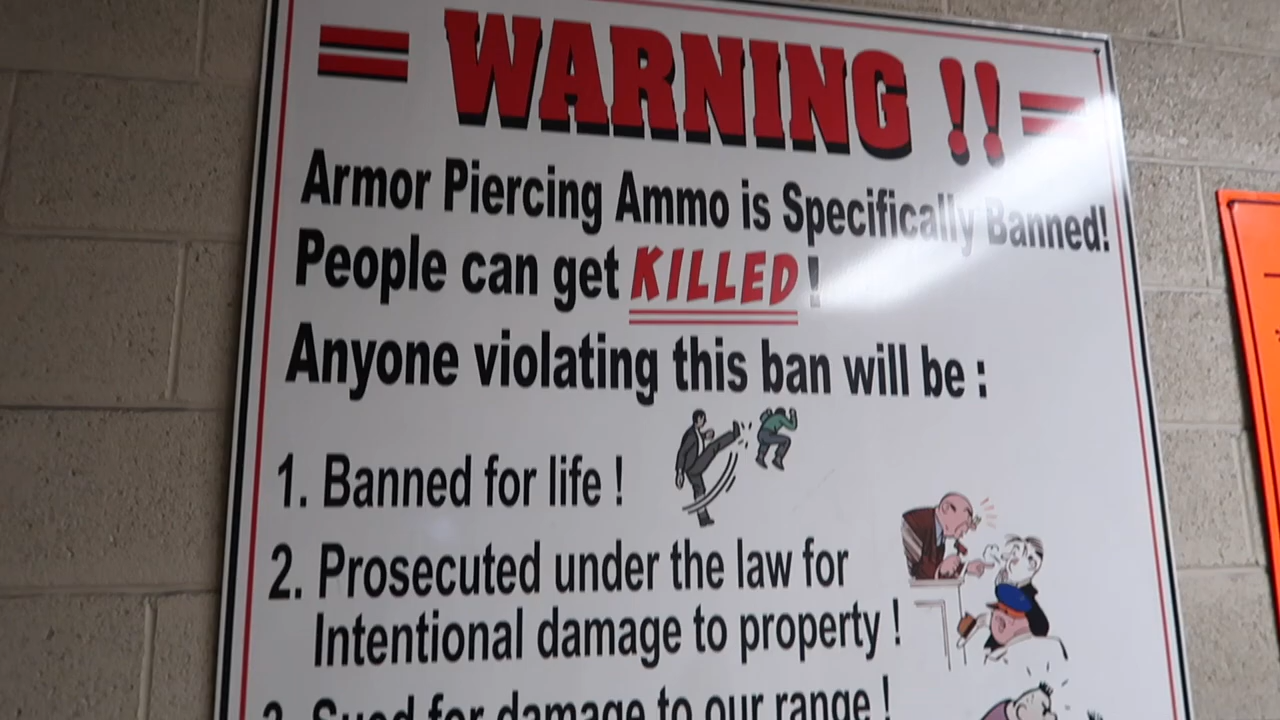 = WARNING !! =
Armor Piercing Ammo is Specifically Banned!
People can get KILLED!
Anyone violating this ban will be :
1. Banned for life !
2. Prosecuted under the law for
Intentional damage to property !
3. Sued for damage to our range !